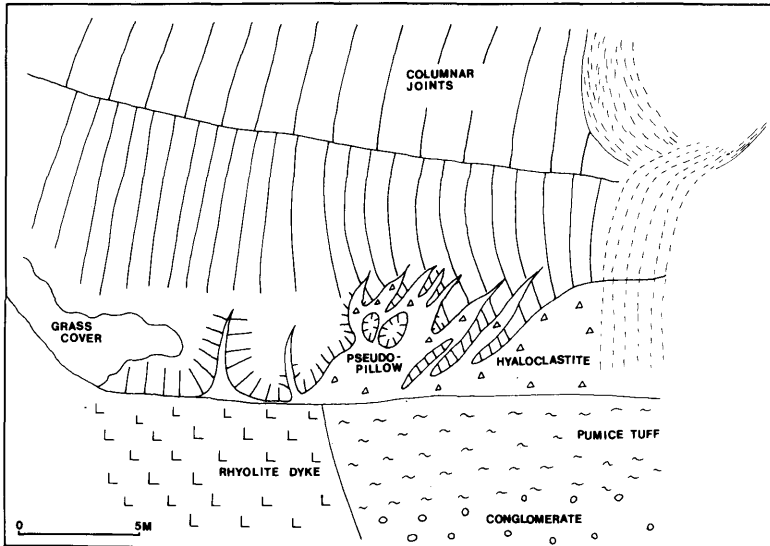 COLUMNAR
JOINTS
GRASS
COVER
PSEUDO-
PILLOW
HYALOCLASTITE
PUMICE TUFF
RHYOLITE DYKE
CONGLOMERATE
0 5M